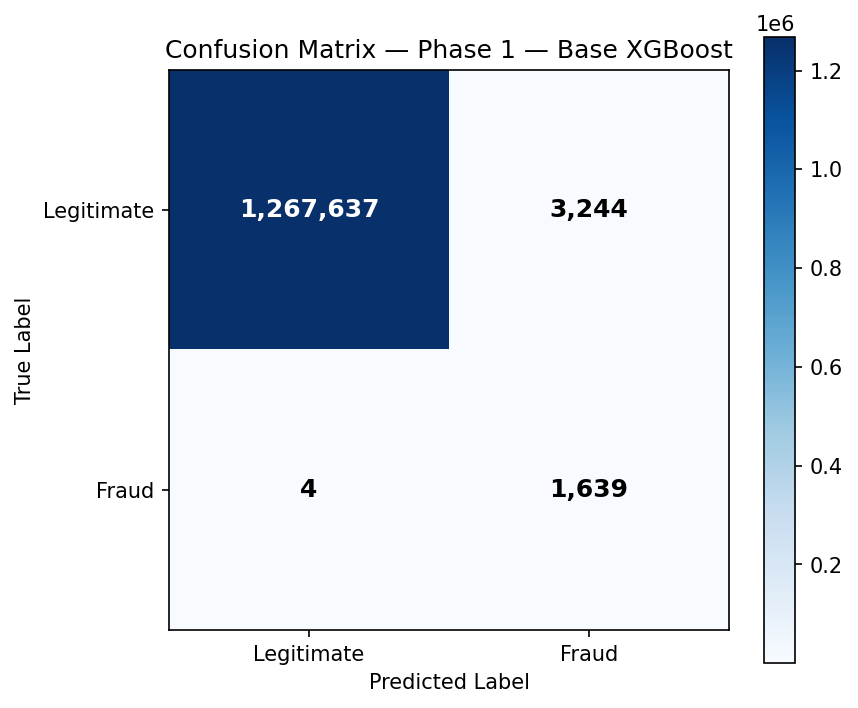 Confusion Matrix — Phase 1 — Base XGBoost
1e6
1.2
1.0
0.8
0.6
0.4
0.2
True Label
Legitimate
1,267,637
3,244
Fraud
4
1,639
Legitimate
Fraud
Predicted Label